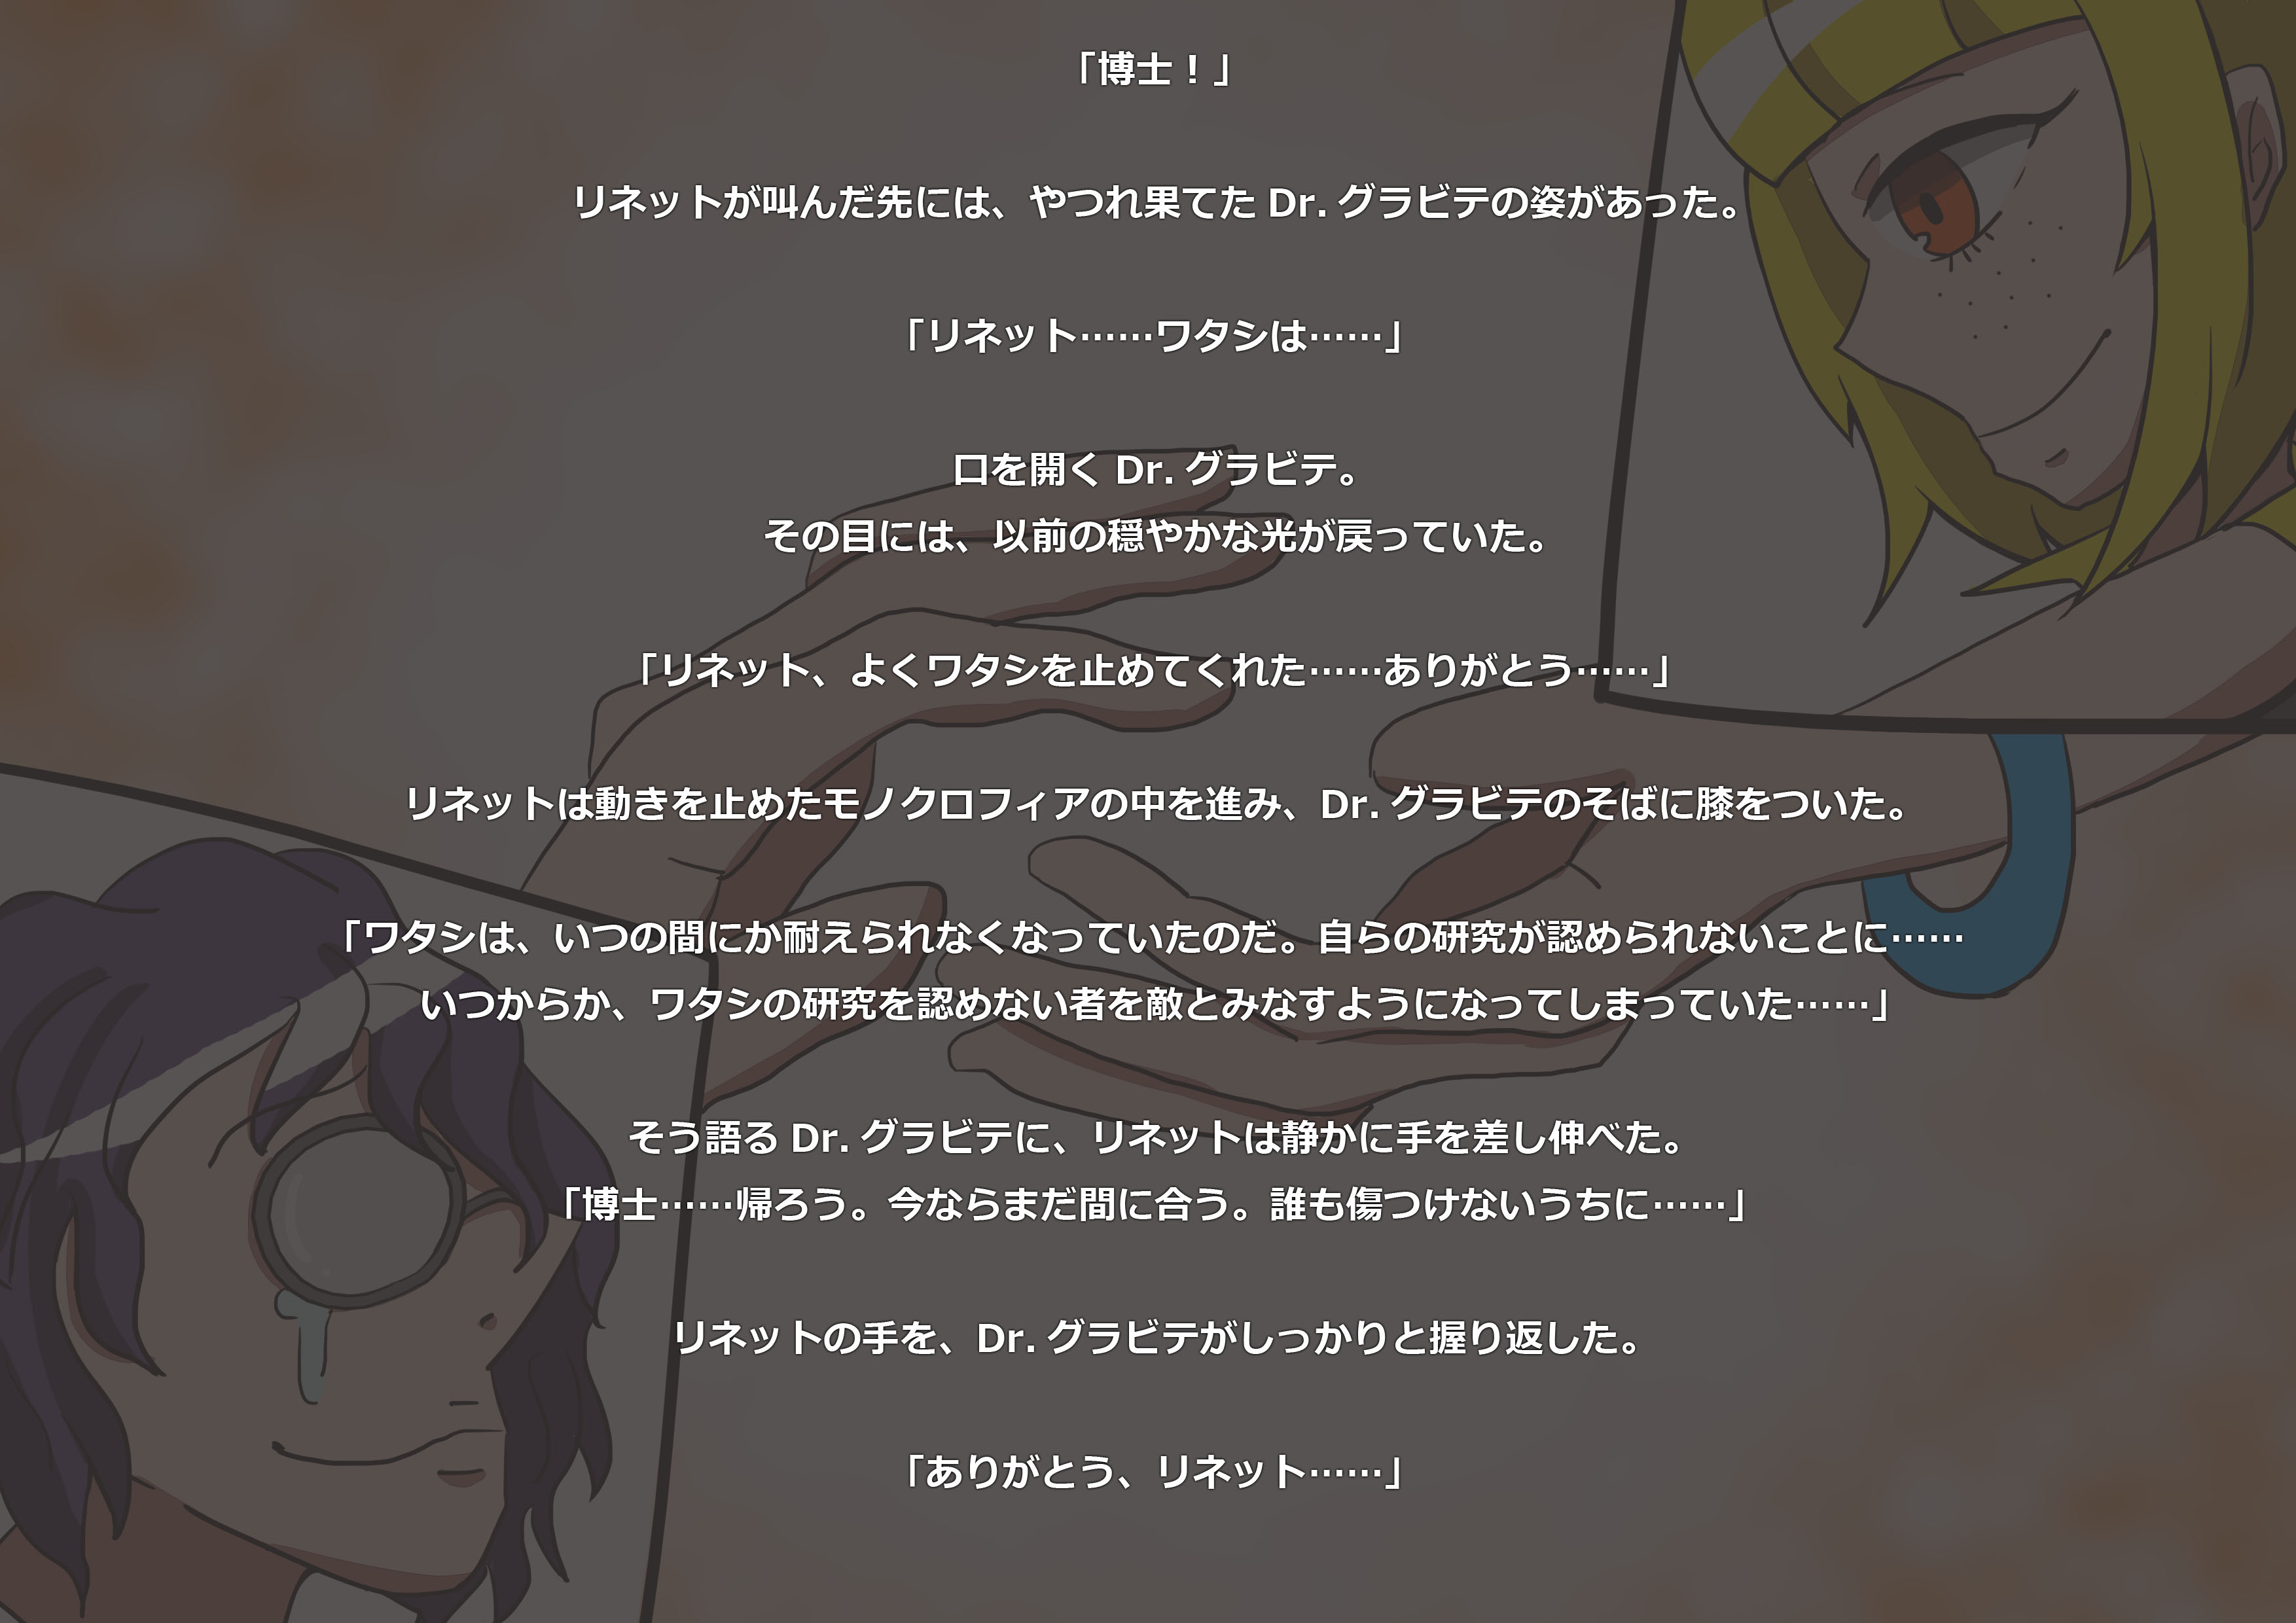 「博士！」
リネットが叫んだ先には、やつれ果てた Dr. グラビテの姿があった。
「リネット……ワタシは……」
口を開く Dr. グラビテ。
その目には、以前の穏やかな光が戻っていた。
「リネット、よくワタシを止めてくれた……ありがとう……」
リネットは動きを止めたモノクロフィアの中を進み、Dr. グラビテのそばに膝をついた。
「ワタシは、いつの間にか耐えられなくなっていたのだ。自らの研究が認められないことに……
いつからか、ワタシの研究を認めない者を敵とみなすようになってしまっていた……」
そう語る Dr. グラビテに、リネットは静かに手を差し伸べた。
「博士……帰ろう。今ならまだ間に合う。誰も傷つけないうちに……」
リネットの手を、Dr. グラビテがしっかりと握り返した。
「ありがとう、リネット……」